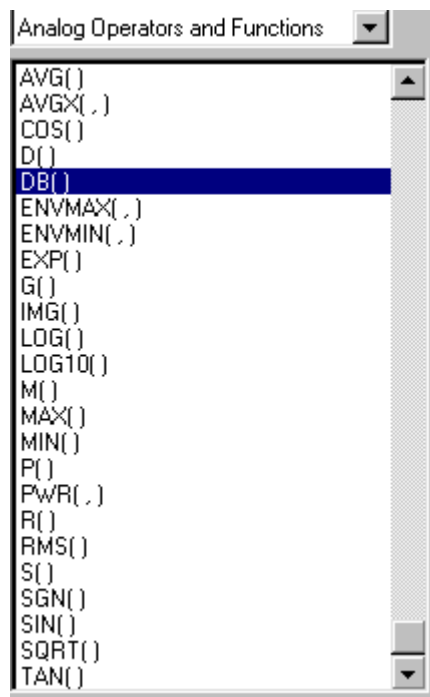 Analog Operators and Functions
AVG( )
AVGX( , )
COS( )
D( )
DB( )
ENVMAX( , )
ENVMIN( , )
EXP( )
G( )
IMG( )
LOG( )
LOG10( )
M( )
MAX( )
MIN( )
P( )
PWR( , )
R( )
RMS( )
S( )
SGN( )
SIN( )
SQRT( )
TAN( )